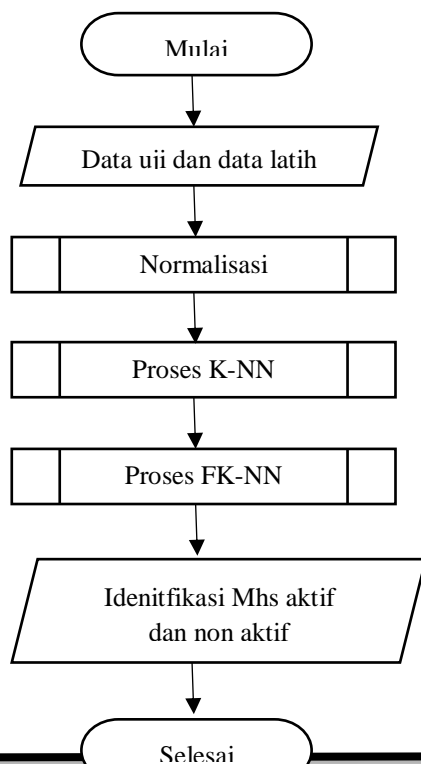 Mulai
Data uji dan data latih
Normalisasi
Proses K-NN
Proses FK-NN
Idenitfikasi Mhs aktif
dan non aktif
Selesai